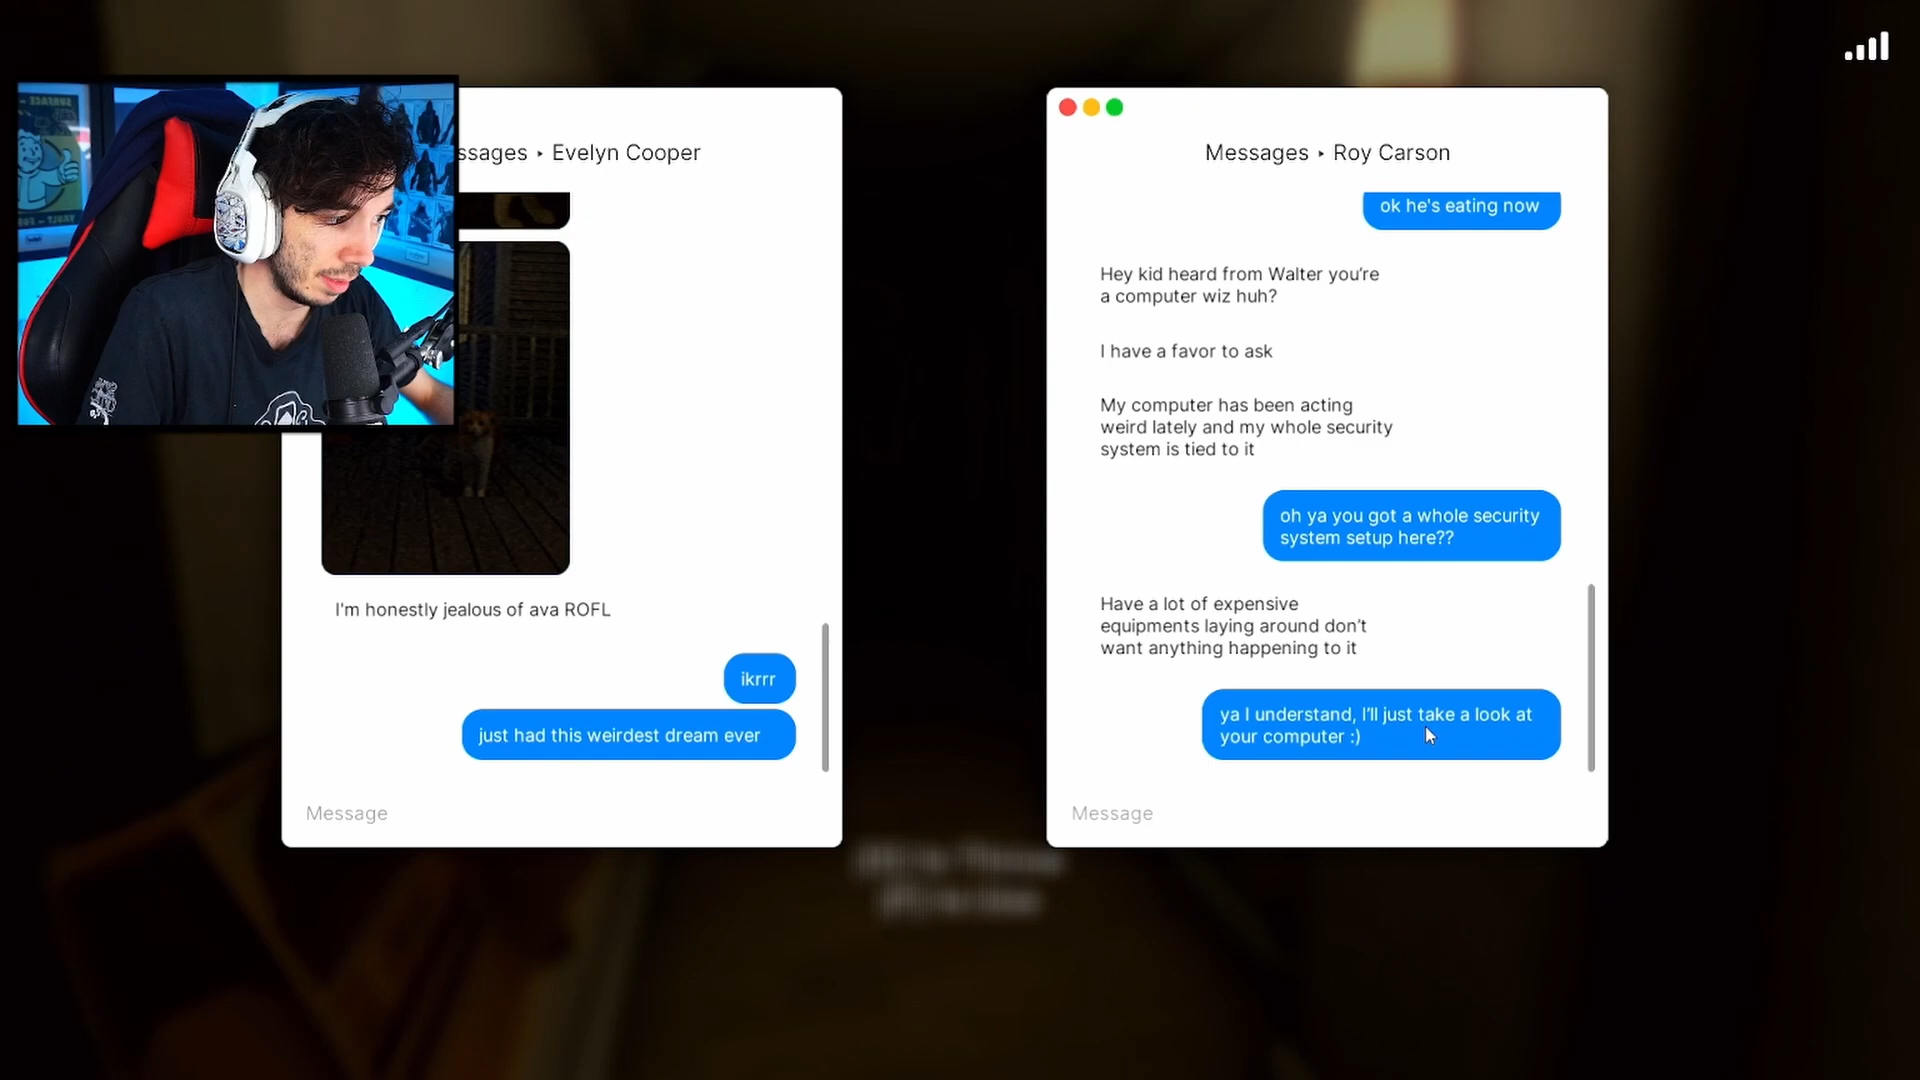 ssages ‣ Evelyn Cooper
I'm honestly jealous of ava ROFL
ikrrr
just had this weirdest dream ever
Message
Messages ‣ Roy Carson
ok he's eating now
Hey kid heard from Walter you're
a computer wiz huh?
I have a favor to ask
My computer has been acting
weird lately and my whole security
system is tied to it
oh ya you got a whole security
system setup here??
Have a lot of expensive
equipments laying around don't
want anything happening to it
ya I understand, I'll just take a look at
your computer :)
Message